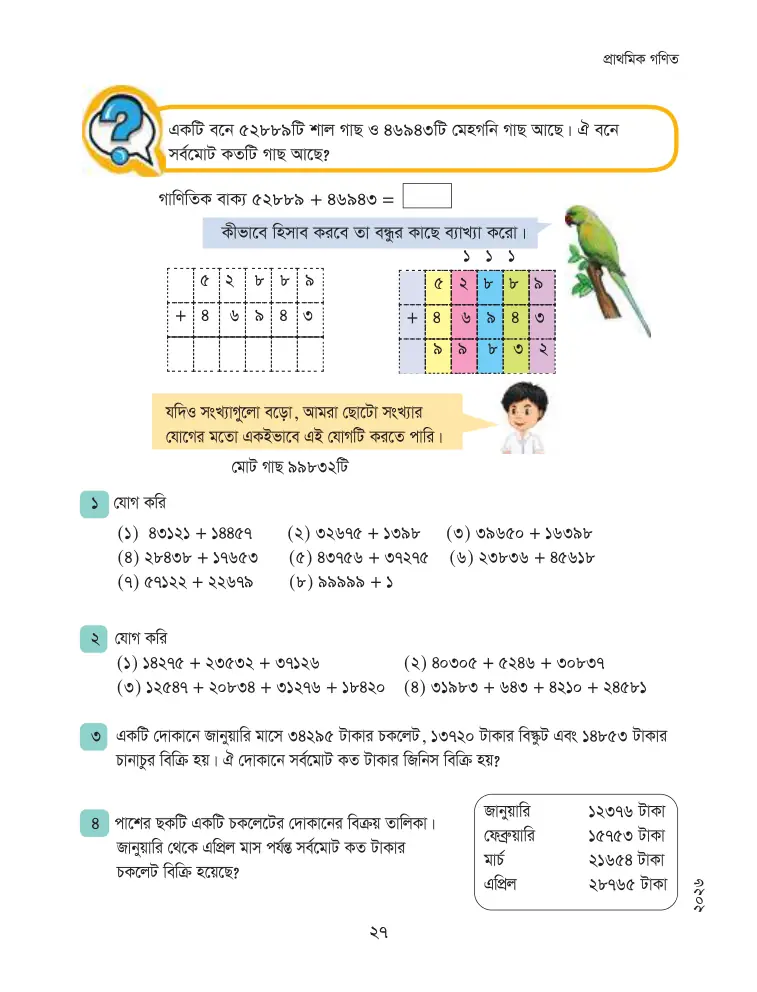 প্রাথমিক গণিত
একটি বনে ৫২৮৮৯টি শাল গাছ ও ৪৬৯৪৩টি মেহগনি গাছ আছে। ঐ বনে
সর্বমোট কতটি গাছ আছে?
গাণিতিক বাক্য ৫২৮৮৯ + ৪৬৯৪৩ =
কীভাবে হিসাব করবে তা বন্ধুর কাছে ব্যাখ্যা করো।
১ ১ ১
৫ ২ ৮ ৮ ৯
+ ৪ ৬ ৯ ৪ ৩
৫ ২ ৮ ৮ ৯
+ ৪ ৬ ৯ ৪ ৩
৯ ৯ ৮ ৩ ২
যদিও সংখ্যাগুলো বড়ো, আমরা ছোটো সংখ্যার
যোগের মতো একইভাবে এই যোগটি করতে পারি।
মোট গাছ ৯৯৮৩২টি
১ যোগ করি
(১) ৪৩১২১ + ১৪৪৫৭ (২) ৩২৬৭৫ + ১৩৯৮ (৩) ৩৯৬৫০ + ১৬৩৯৮
(৪) ২৮৪৩৮ + ১৭৬৫৩ (৫) ৪৩৭৫৬ + ৩৭২৭৫ (৬) ২৩৮৩৬ + ৪৫৬১৮
(৭) ৫৭১২২ + ২২৬৭৯ (৮) ৯৯৯৯৯ + ১
২ যোগ করি
(১) ১৪২৭৫ + ২৩৫৩২ + ৩৭১২৬ (২) ৪০৩০৫ + ৫২৪৬ + ৩০৮৩৭
(৩) ১২৫৪৭ + ২০৮৩৪ + ৩১২৭৬ + ১৮৪২০ (৪) ৩১৯৮৩ + ৬৪৩ + ৪২১০ + ২৪৫৮১
৩ একটি দোকানে জানুয়ারি মাসে ৩৪২৯৫ টাকার চকলেট, ১৩৭২০ টাকার বিস্কুট এবং ১৪৮৫৩ টাকার
চানাচুর বিক্রি হয়। ঐ দোকানে সর্বমোট কত টাকার জিনিস বিক্রি হয়?
৪ পাশের ছকটি একটি চকলেটের দোকানের বিক্রয় তালিকা।
জানুয়ারি থেকে এপ্রিল মাস পর্যন্ত সর্বমোট কত টাকার
চকলেট বিক্রি হয়েছে?
জানুয়ারি ১২৩৭৬ টাকা
ফেব্রুয়ারি ১৫৭৫৩ টাকা
মার্চ ২১৬৫৪ টাকা
এপ্রিল ২৮৭৬৫ টাকা
২০২৬
২৭